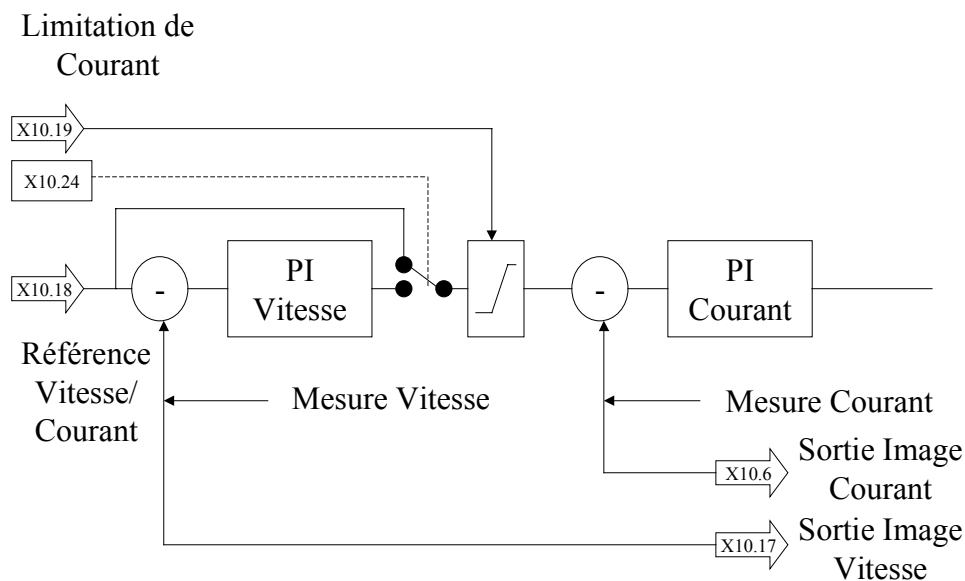 Limitation de
Courant
X10.19
X10.24
X10.18
-
PI
Vitesse
-
PI
Courant
Référence
Vitesse/
Courant
Mesure Vitesse
Mesure Courant
X10.6
Sortie Image
Courant
X10.17
Sortie Image
Vitesse